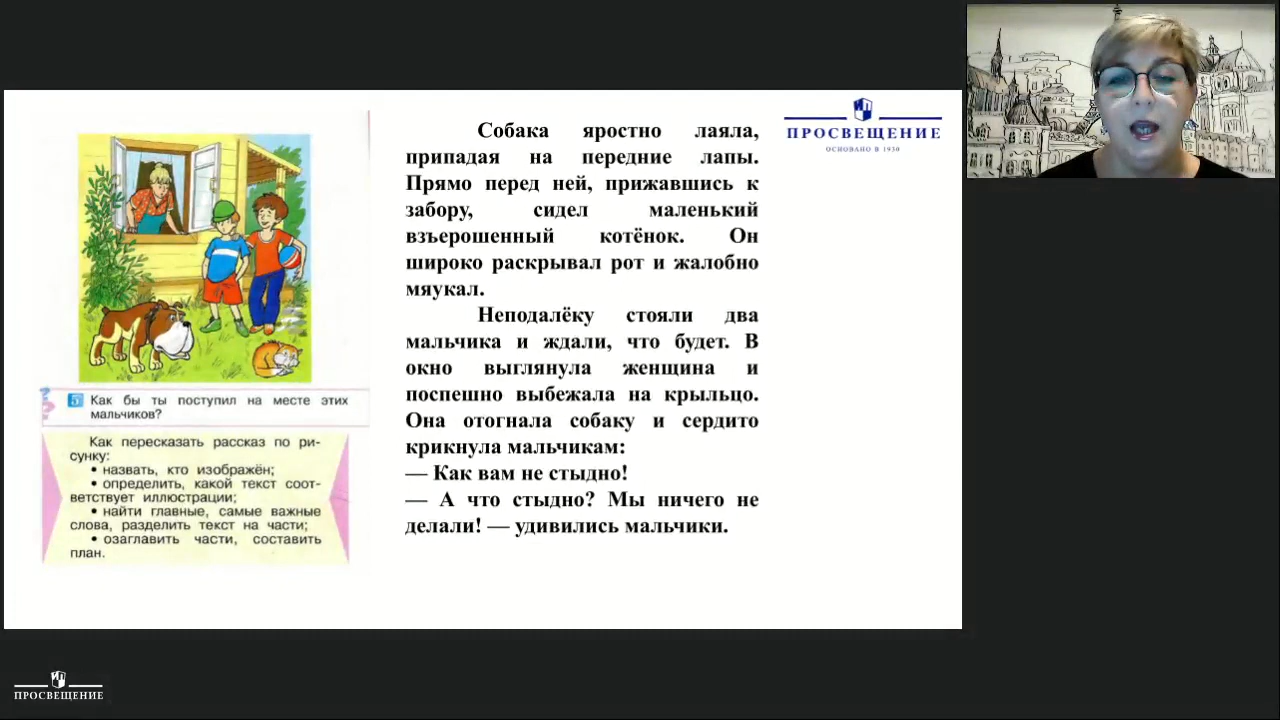 Как бы ты поступил на месте этих
мальчиков?
Как пересказать рассказ по ри-
сунку:
• назвать, кто изображён;
• определить, какой текст соот-
ветствует иллюстрации;
• найти главные, самые важные
слова, разделить текст на части;
• озаглавить части, составить
план.
Собака яростно лаяла,
припадая на передние лапы.
Прямо перед ней, прижавшись к
забору, сидел маленький
взъерошенный котёнок. Он
широко раскрывал рот и жалобно
мяукал.
Неподалёку стояли два
мальчика и ждали, что будет. В
окно выглянула женщина и
поспешно выбежала на крыльцо.
Она отогнала собаку и сердито
крикнула мальчикам:
— Как вам не стыдно!
— А что стыдно? Мы ничего не
делали! — удивились мальчики.
ПРОСВЕЩЕНИЕ
ОСНОВАНО В 1930
ПРОСВЕЩЕНИЕ